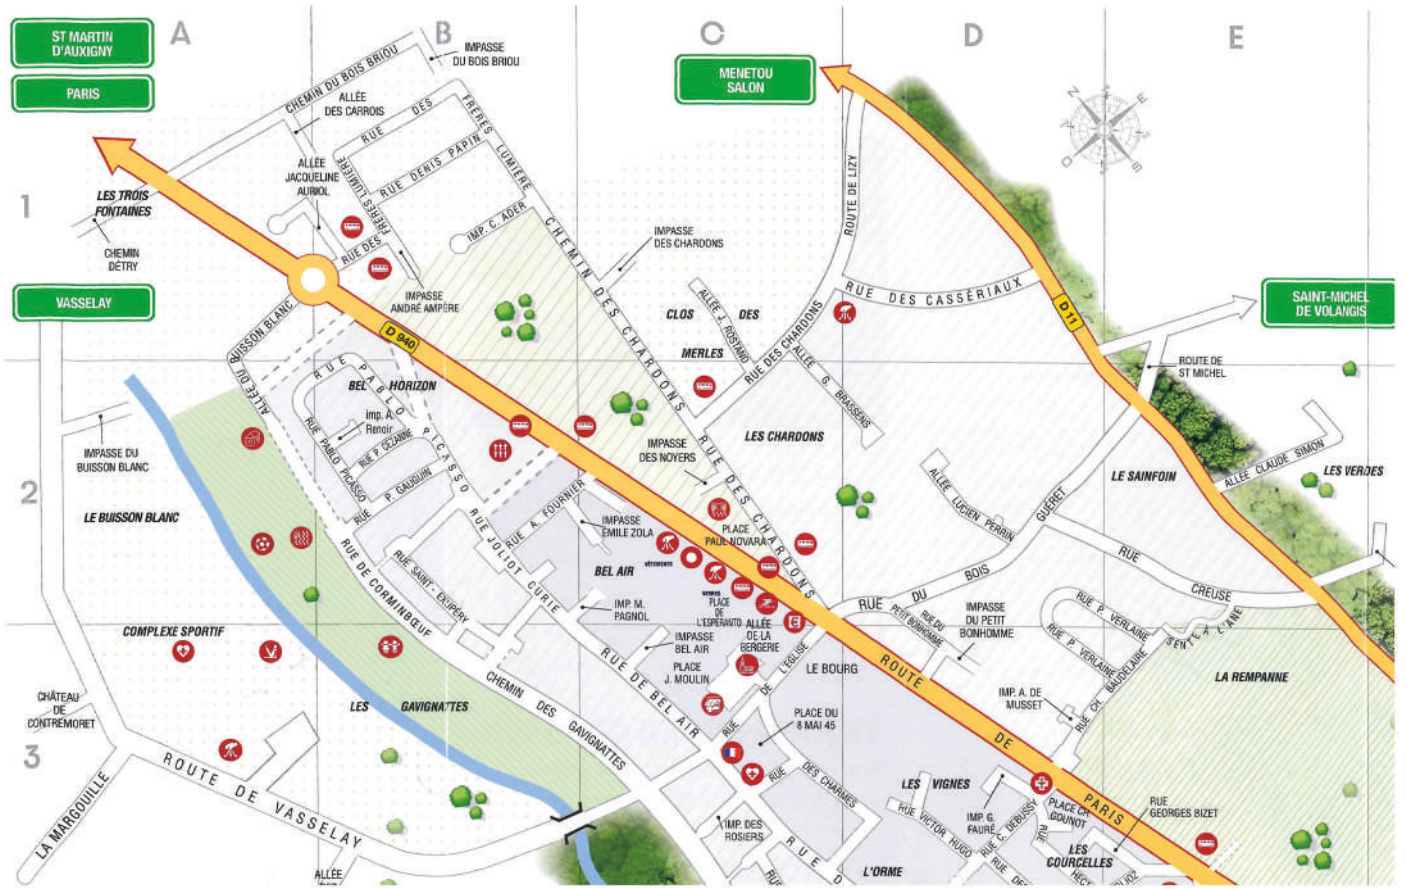 ST MARTIN
D'AUXIGNY
PARIS
A
B
C
D
E
1
2
3
MENETOU
SALON
VASSELAY
SAINT-MICHEL
DE VOLANGIS
IMPASSE
DU BOIS BRIOU
CHEMIN DU BOIS BRIOU
ALLÉE
DES CARROIS
RUE DES
FRÈRES LUMIÈRE
ALLÉE
JACQUELINE
AURIOL
LUMIÈRE
RUE DENIS PAPIN
FRÈRES
RUE DES
IMP. C. ADER
LES TROIS
FONTAINES
CHEMIN
DÉTRY
IMPASSE
ANDRÉ AMPÈRE
CHEMIN DES CHARDONS
IMPASSE
DES CHARDONS
ROUTE DE LIZY
RUE DES CASSÉRIAUX
D 11
N
E
S
O
ALLÉE DU BUISSON BLANC
D 940
CLOS DES
MERLES
ALLÉE J. ROSTAND
RUE DES CHARDONS
ALLÉE G. BRASSENS
ROUTE DE
ST MICHEL
RUE PABLO PICASSO
BEL HORIZON
imp. A.
Renoir
RUE PABLO PICASSO
RUE P. CÉZANNE
RUE P. GAUGUIN
IMPASSE DU
BUISSON BLANC
LE BUISSON BLANC
IMPASSE
DES NOYERS
RUE DES CHARDONS
LES CHARDONS
ALLÉE LUCIEN PERRIN
LE SAINFOIN
ALLÉE CLAUDE SIMON
LES VERDES
RUE A. FOURNIER
IMPASSE
EMILE ZOLA
PLACE
PAUL NOVARA
VÊTEMENTS
VERRES
BEL AIR
RUE JOLIOT CURIE
RUE SAINT-EXUPÉRY
RUE DE CORMINBŒUF
IMP. M.
PAGNOL
PLACE
DE
L'ESPÉRANTO
ALLÉE
DE LA
BERGERIE
RUE DU BOIS GUÉRET
RUE CREUSE
RUE DU
PETIT BONHOMME
IMPASSE
DU PETIT
BONHOMME
RUE P. VERLAINE
RUE P. VERLAINE
SENTE À L'ANE
COMPLEXE SPORTIF
IMPASSE
BEL AIR
PLACE
J. MOULIN
RUE DE BEL AIR
RUE DE L'ÉGLISE
LE BOURG
ROUTE DE PARIS
IMP. A. DE
MUSSET
RUE CH. BAUDELAIRE
LA REMPANNE
CHÂTEAU
DE
CONTREMORET
LES GAVIGNATTES
CHEMIN DES GAVIGNATTES
PLACE DU
8 MAI 45
RUE DES CHARMES
LES VIGNES
RUE VICTOR HUGO
IMP. G.
FAURÉ
RUE C. DEBUSSY
PLACE CH.
GOUNOT
RUE
GEORGES BIZET
LES
COURCELLES
LA MARGOUILLE
ROUTE DE VASSELAY
IMP. DES
ROSIERS
RUE D
L'ORME
ALLÉE